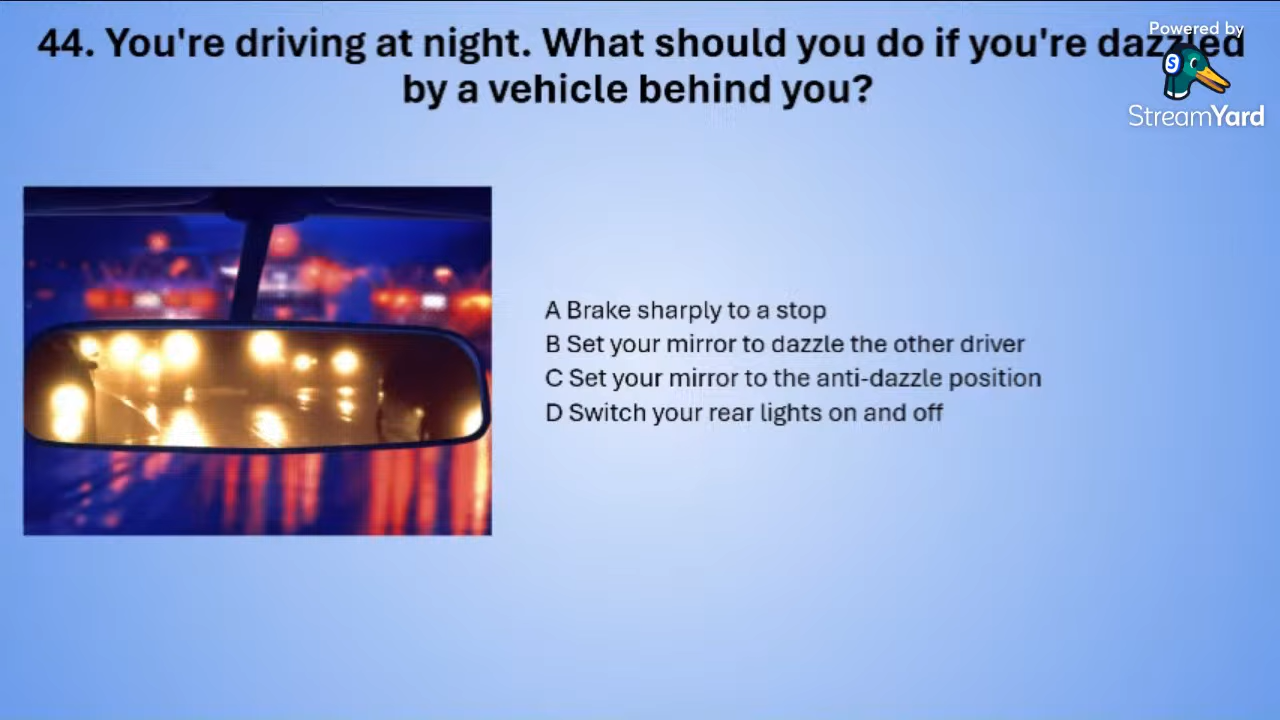 44. You're driving at night. What should you do if you're dazzled
by a vehicle behind you?
Powered by
StreamYard
A Brake sharply to a stop
B Set your mirror to dazzle the other driver
C Set your mirror to the anti-dazzle position
D Switch your rear lights on and off